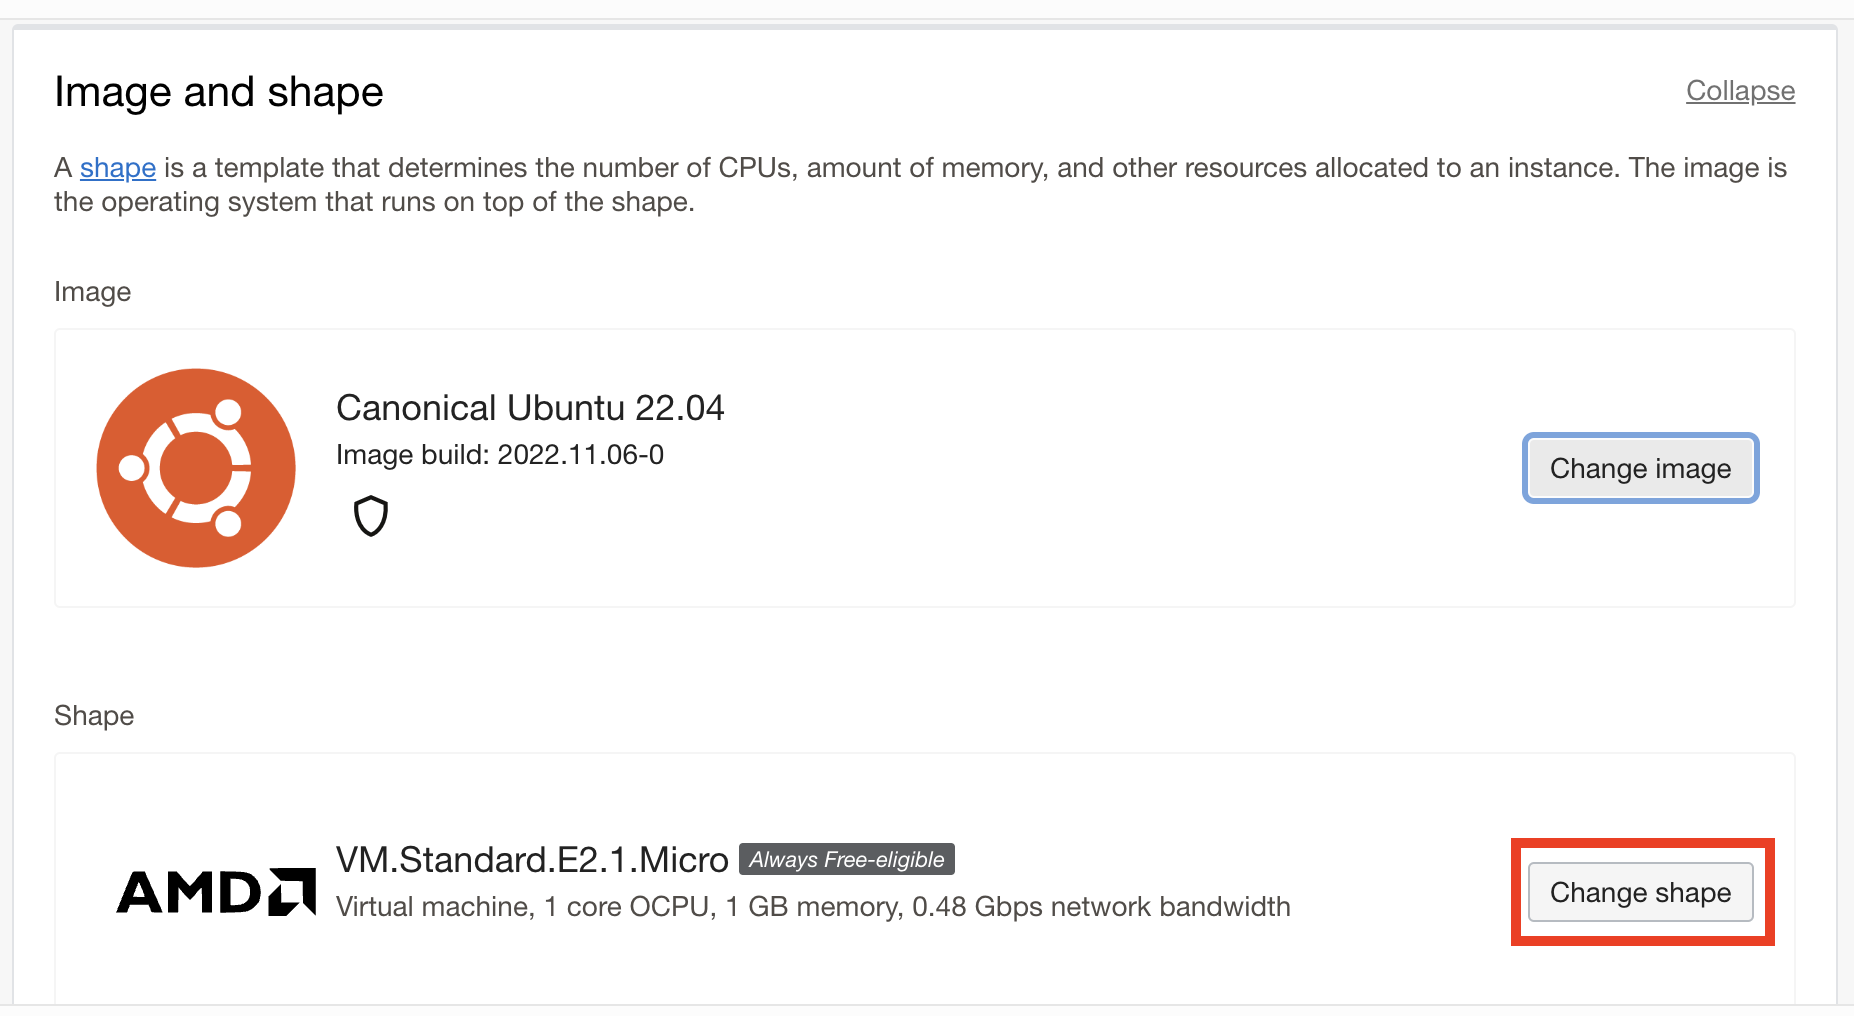 Image and shape
Collapse
A shape is a template that determines the number of CPUs, amount of memory, and other resources allocated to an instance. The image is
the operating system that runs on top of the shape.
Image
Canonical Ubuntu 22.04
Image build: 2022.11.06-0
Change image
Shape
AMD
VM.Standard.E2.1.Micro Always Free-eligible
Virtual machine, 1 core OCPU, 1 GB memory, 0.48 Gbps network bandwidth
Change shape